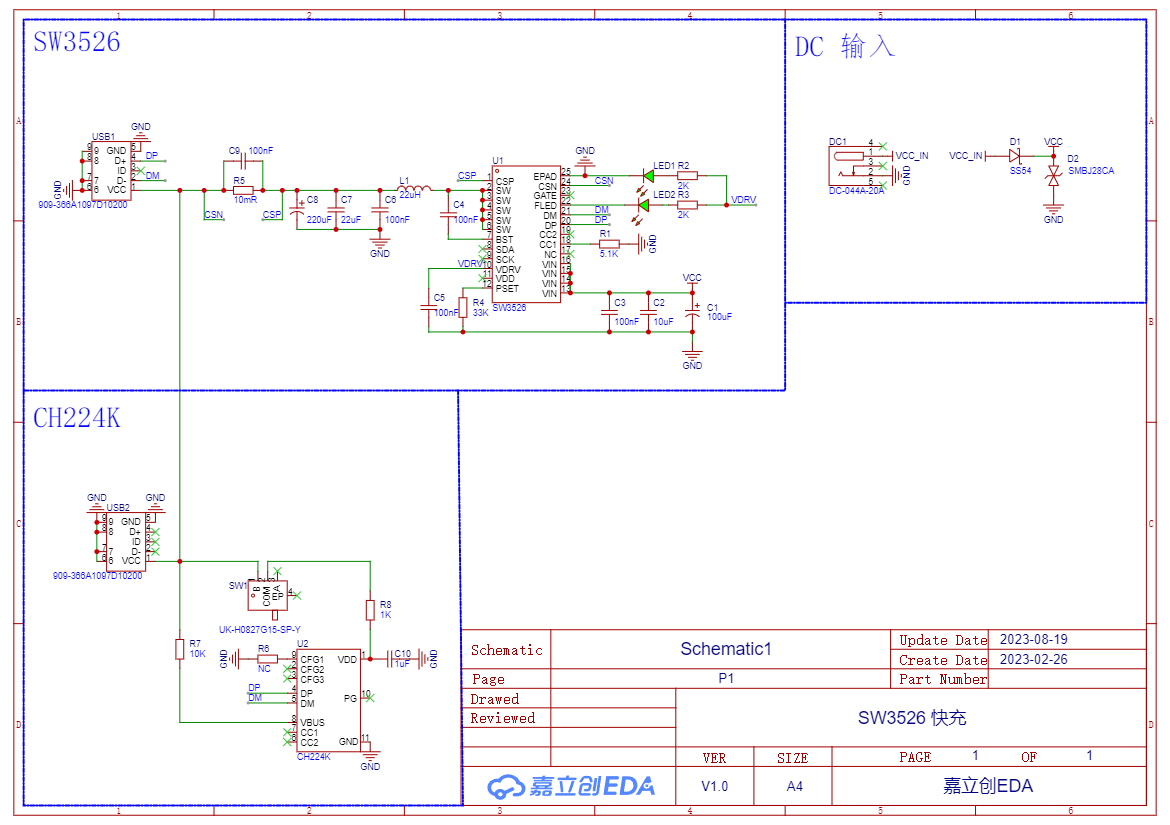 1 2 3 4 5 6
A
B
C
D
SW3526
DC 输入
USB1
GND
9
8
7
6
GND 5
D+ 4
ID 3
D- 2
VCC 1
DP
DM
GND
909-366A1097D10200
C9 100nF
R5
10mR
CSN
CSP
C8
220uF
C7
22uF
C6
100nF
GND
L1
22uH
C4
100nF
CSP
U1
1 CSP
2 SW
3 SW
4 SW
5 SW
6 SW
7 BST
8 SDA
9 SCK
10 VDRV
11 VDD
12 PSET
EPAD 25
CSN 24
GATE 23
FLED 22
DM 21
DP 20
CC2 19
CC1 18
NC 17
VIN 16
VIN 15
VIN 14
VIN 13
SW3526
VDRV
C5
100nF
R4
33K
GND
CSN
LED1 R2
2K
LED2 R3
2K
VDRV
DM
DP
R1
5.1K
GND
VCC
C3
100nF
C2
10uF
C1
100uF
GND
DC1
4
1
3
2
5
DC-044A-20A
VCC_IN
GND
VCC_IN
D1
SS54
VCC
D2
SMBJ28CA
GND
CH224K
GND
GND
USB2
9
8
7
6
GND 5
D+ 4
ID 3
D- 2
VCC 1
909-366A1097D10200
SW1
1 B
2 COM
3 A
EP 4
UK-H0827G15-SP-Y
R8
1K
R7
10K
GND
R6
NC
U2
9 CFG1
2 CFG2
3 CFG3
4 DP
5 DM
8 VBUS
7 CC1
6 CC2
VDD 1
PG 10
GND 11
CH224K
DP
DM
C10
1uF
GND
GND
Schematic
Schematic1
Update Date 2023-08-19
Create Date 2023-02-26
Page
P1
Part Number
Drawed
Reviewed
SW3526 快充
VER SIZE PAGE 1 OF 1
嘉立创EDA
V1.0 A4 嘉立创EDA
1 2 3 4 5 6
A
B
C
D